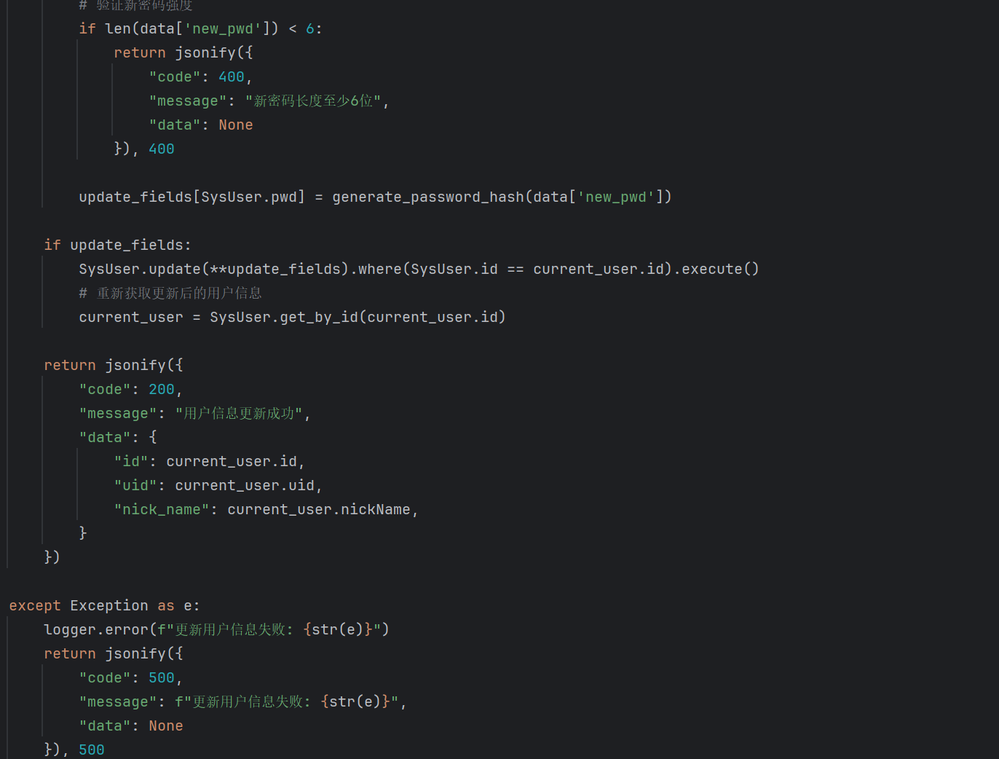 # 验证新密码强度
if len(data['new_pwd']) < 6:
return jsonify({
"code": 400,
"message": "新密码长度至少6位",
"data": None
}), 400
update_fields[SysUser.pwd] = generate_password_hash(data['new_pwd'])
if update_fields:
SysUser.update(**update_fields).where(SysUser.id == current_user.id).execute()
# 重新获取更新后的用户信息
current_user = SysUser.get_by_id(current_user.id)
return jsonify({
"code": 200,
"message": "用户信息更新成功",
"data": {
"id": current_user.id,
"uid": current_user.uid,
"nick_name": current_user.nickName,
}
})
except Exception as e:
logger.error(f"更新用户信息失败: {str(e)}")
return jsonify({
"code": 500,
"message": f"更新用户信息失败: {str(e)}",
"data": None
}), 500